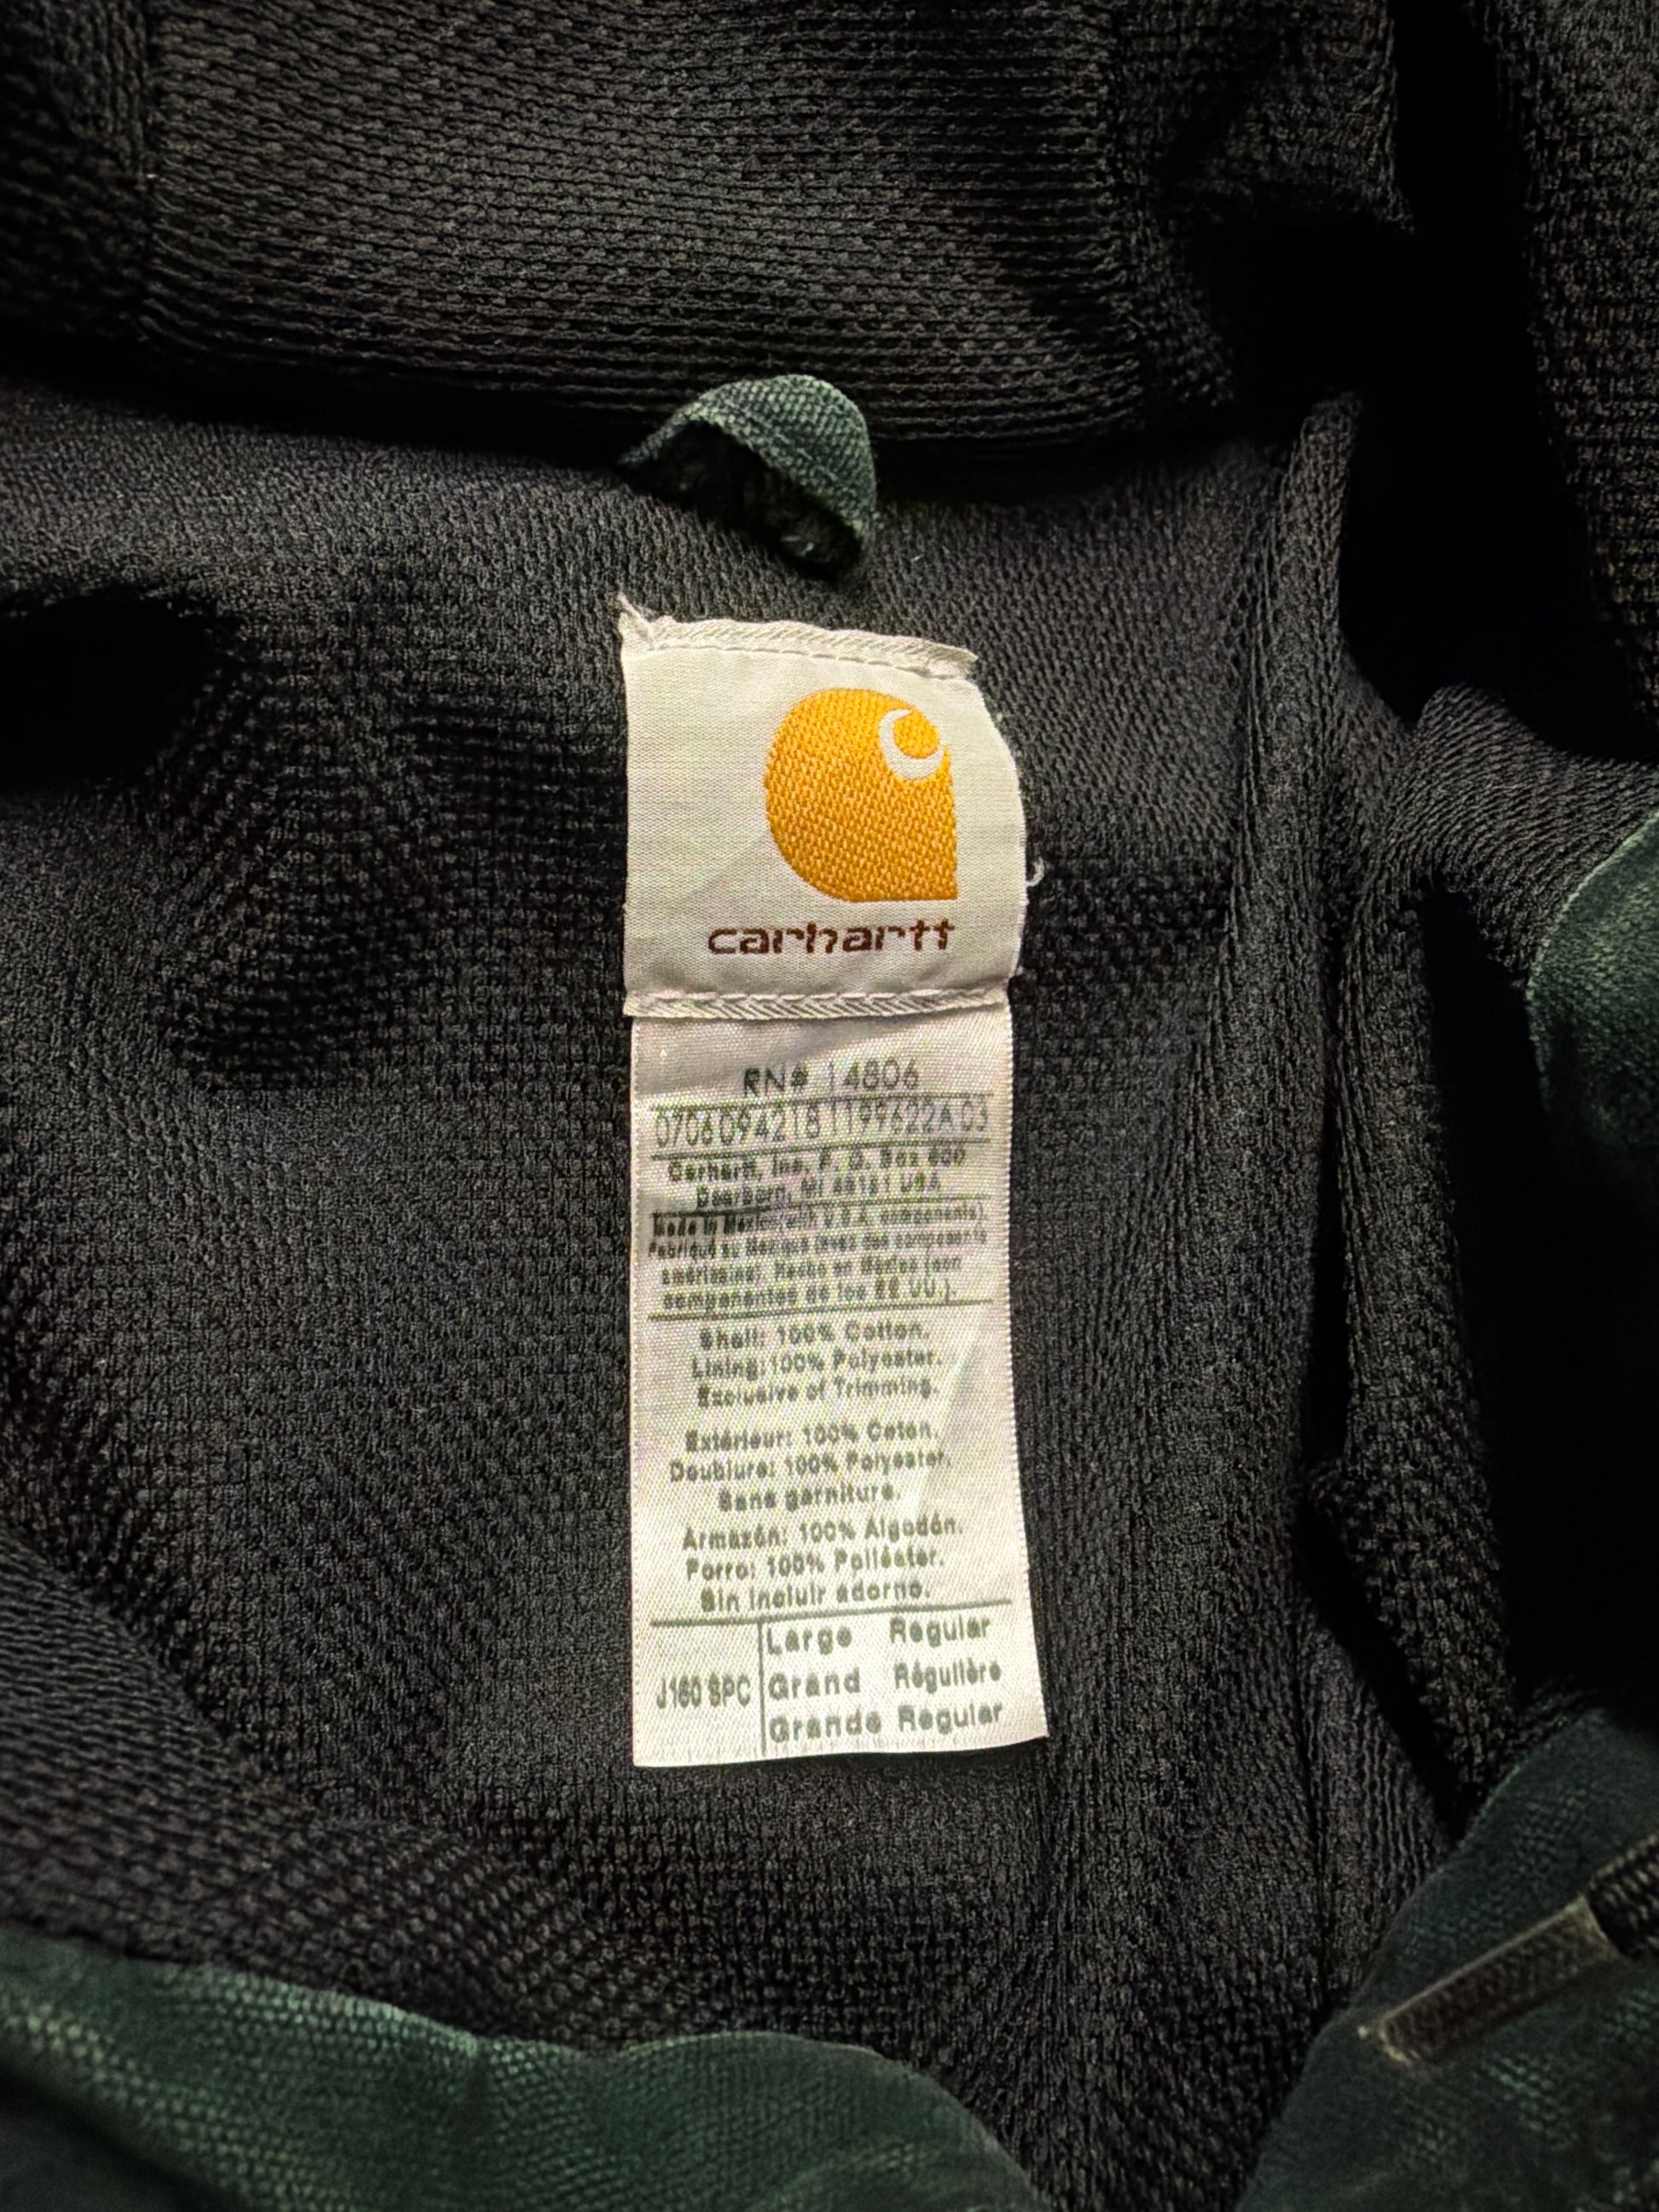 carhartt
RN# 14806
07060942181199622A03
Carhartt, Inc. P. O. Box 600
Dearborn, MI 48121 USA
Made in Mexico (with U.S.A. components).
Fabriqué au Mexique (avec des composants
américains). Hecho en México (con
componentes de los EE.UU.).
Shell: 100% Cotton.
Lining: 100% Polyester.
Exclusive of Trimming.
Extérieur: 100% Coton.
Doublure: 100% Polyester.
Sans garniture.
Armazón: 100% Algodón.
Forro: 100% Poliéster.
Sin incluir adorno.
J160 SPC
Large Regular
Grand Régulière
Grande Regular